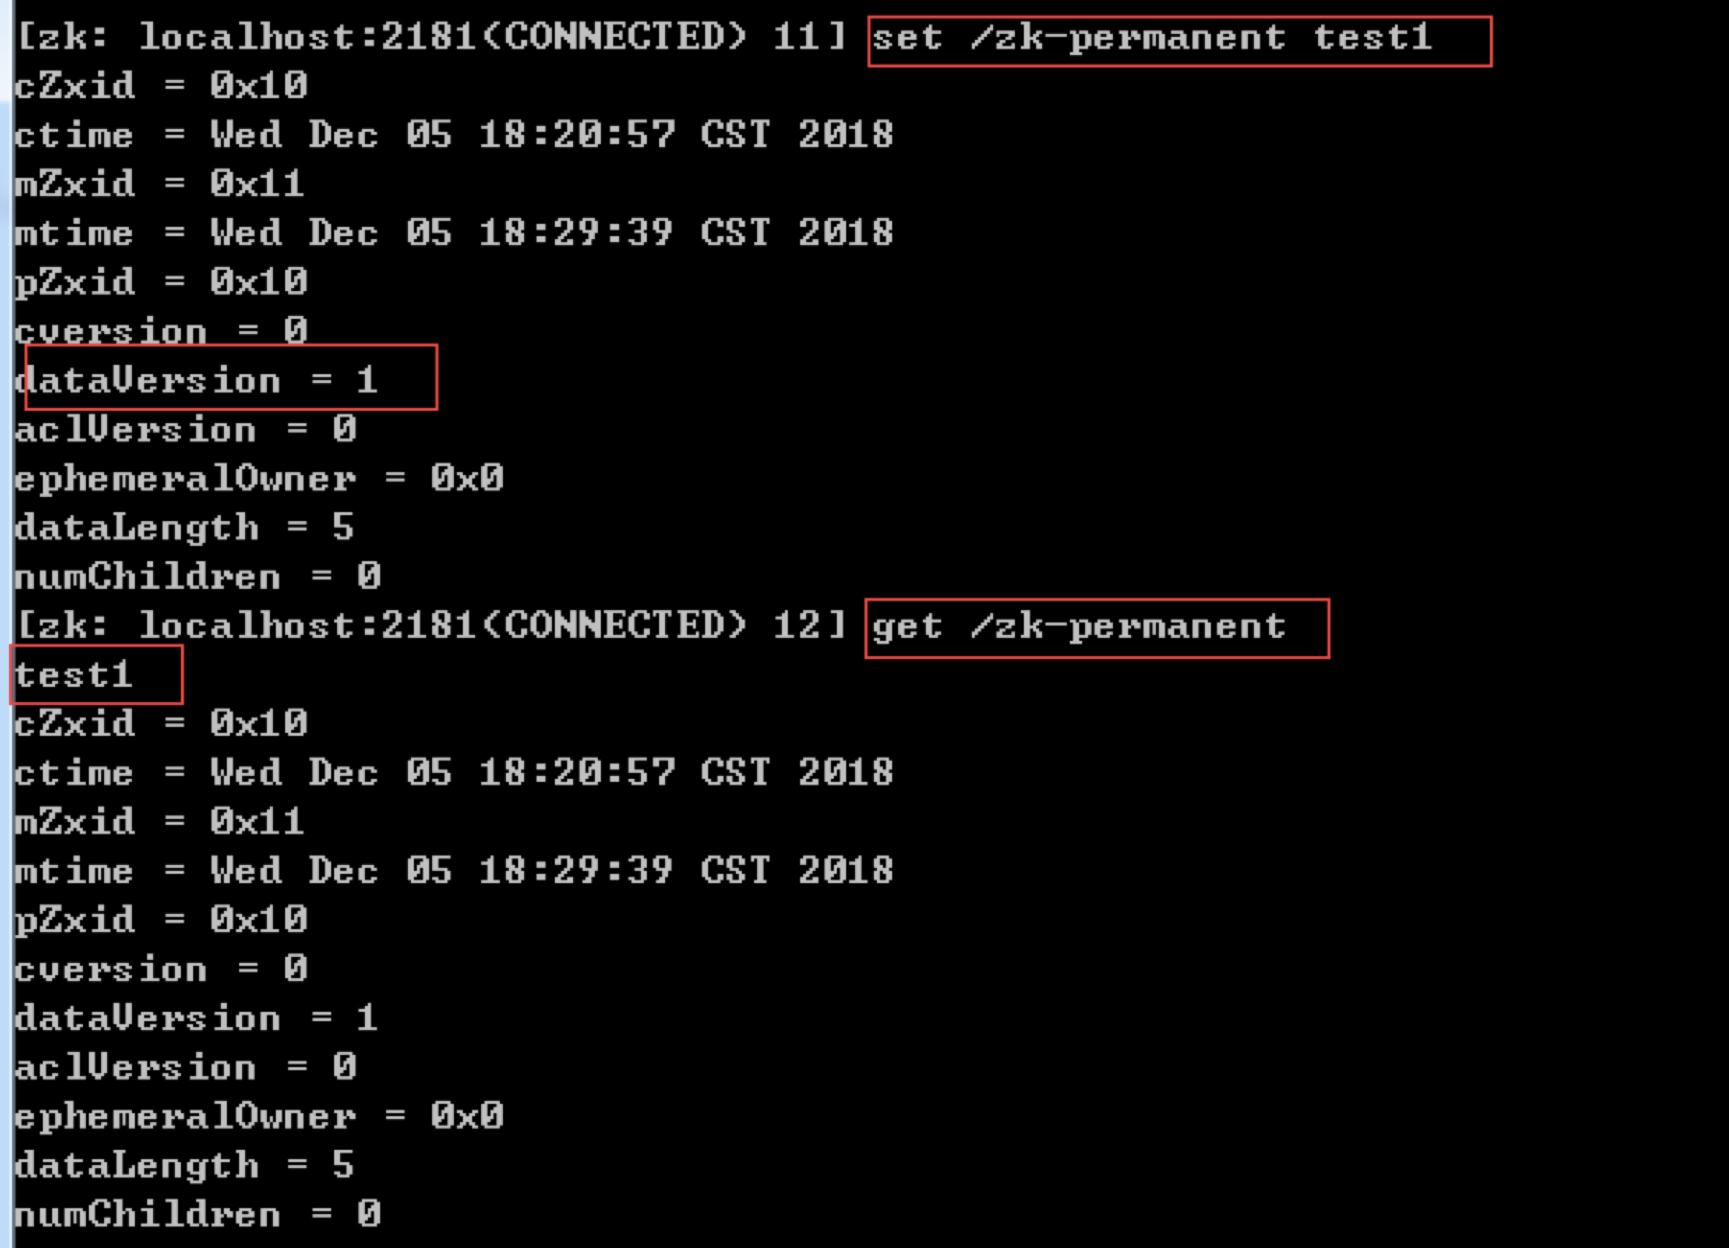 [zk: localhost:2181(CONNECTED) 11] set /zk-permanent test1
cZxid = 0x10
ctime = Wed Dec 05 18:20:57 CST 2018
mZxid = 0x11
mtime = Wed Dec 05 18:29:39 CST 2018
pZxid = 0x10
cversion = 0
dataVersion = 1
aclVersion = 0
ephemeralOwner = 0x0
dataLength = 5
numChildren = 0
[zk: localhost:2181(CONNECTED) 12] get /zk-permanent
test1
cZxid = 0x10
ctime = Wed Dec 05 18:20:57 CST 2018
mZxid = 0x11
mtime = Wed Dec 05 18:29:39 CST 2018
pZxid = 0x10
cversion = 0
dataVersion = 1
aclVersion = 0
ephemeralOwner = 0x0
dataLength = 5
numChildren = 0